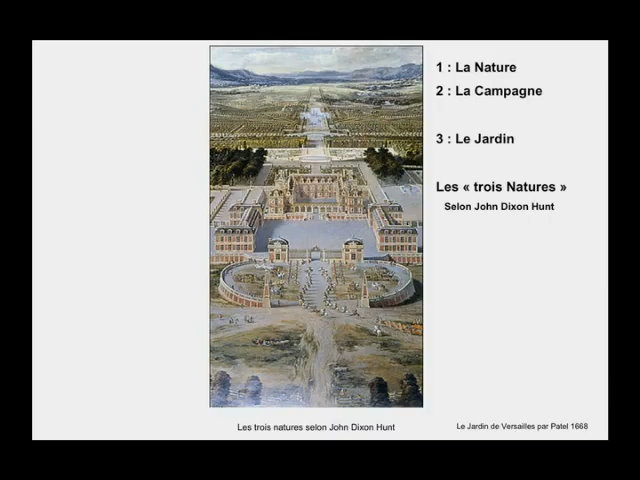 1 : La Nature
2 : La Campagne
3 : Le Jardin
Les « trois Natures »
Selon John Dixon Hunt
Les trois natures selon John Dixon Hunt
Le Jardin de Versailles par Patel 1668